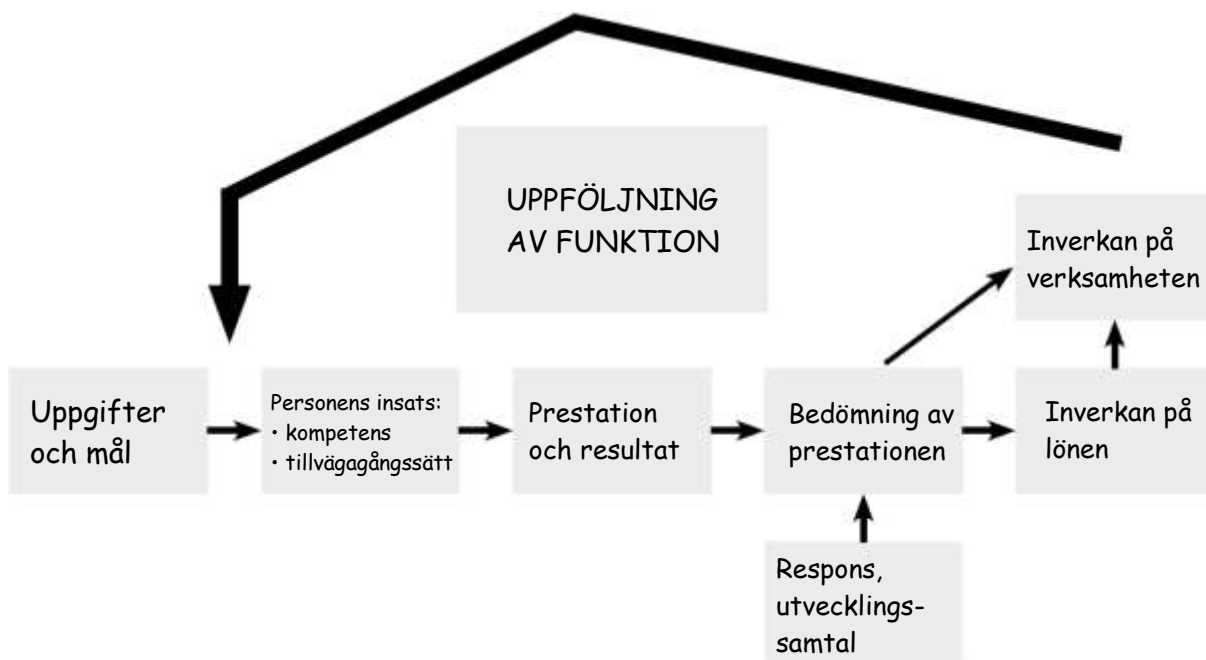 UPPFÖLJNING
AV FUNKTION
Inverkan på
verksamheten
Uppgifter
och mål
Personens insats:
• kompetens
• tillvägagångssätt
Prestation
och resultat
Bedömning av
prestationen
Inverkan på
lönen
Respons,
utvecklings-
samtal